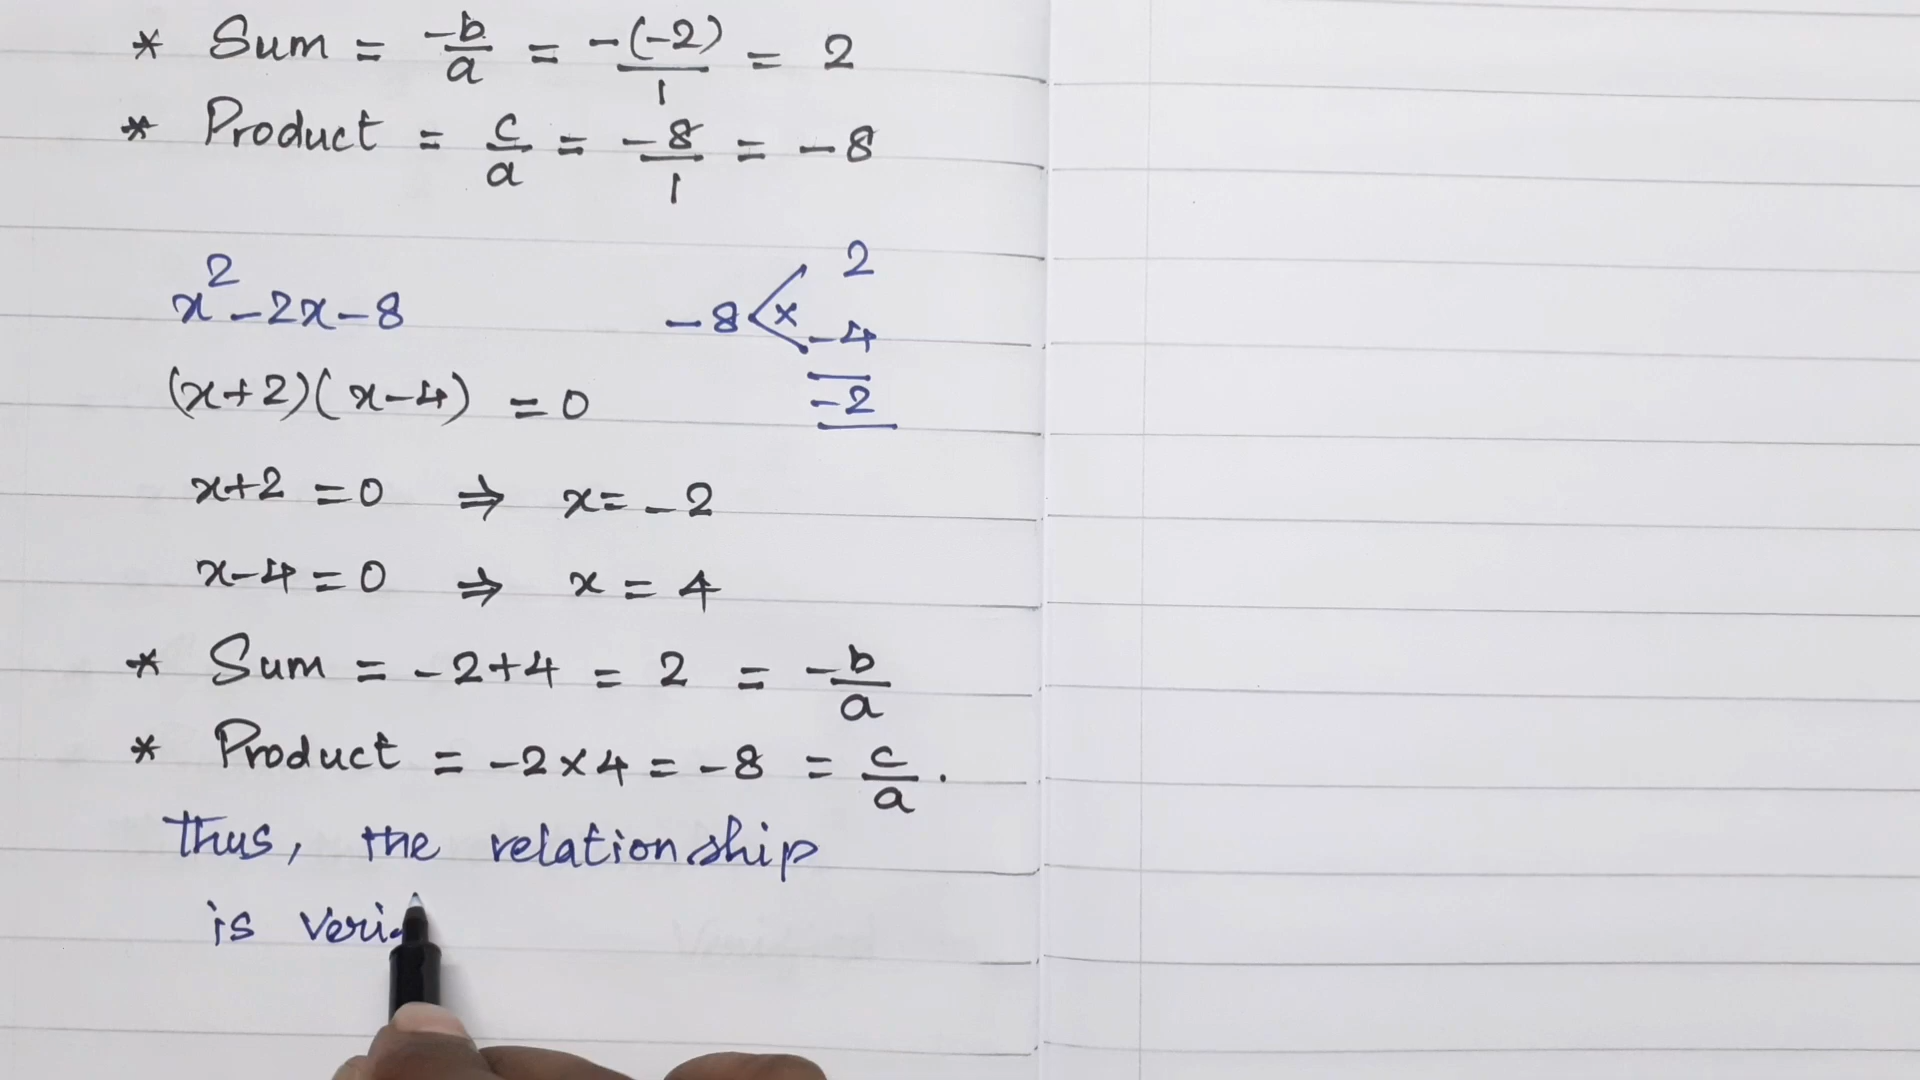 * Sum = -b/a = -(-2)/1 = 2
* Product = c/a = -8/1 = -8
x² - 2x - 8
-8 < × 2
-4
-2
(x+2)(x-4) = 0
x+2 = 0 ⇒ x = -2
x-4 = 0 ⇒ x = 4
* Sum = -2+4 = 2 = -b/a
* Product = -2×4 = -8 = c/a.
Thus, the relationship
is veri